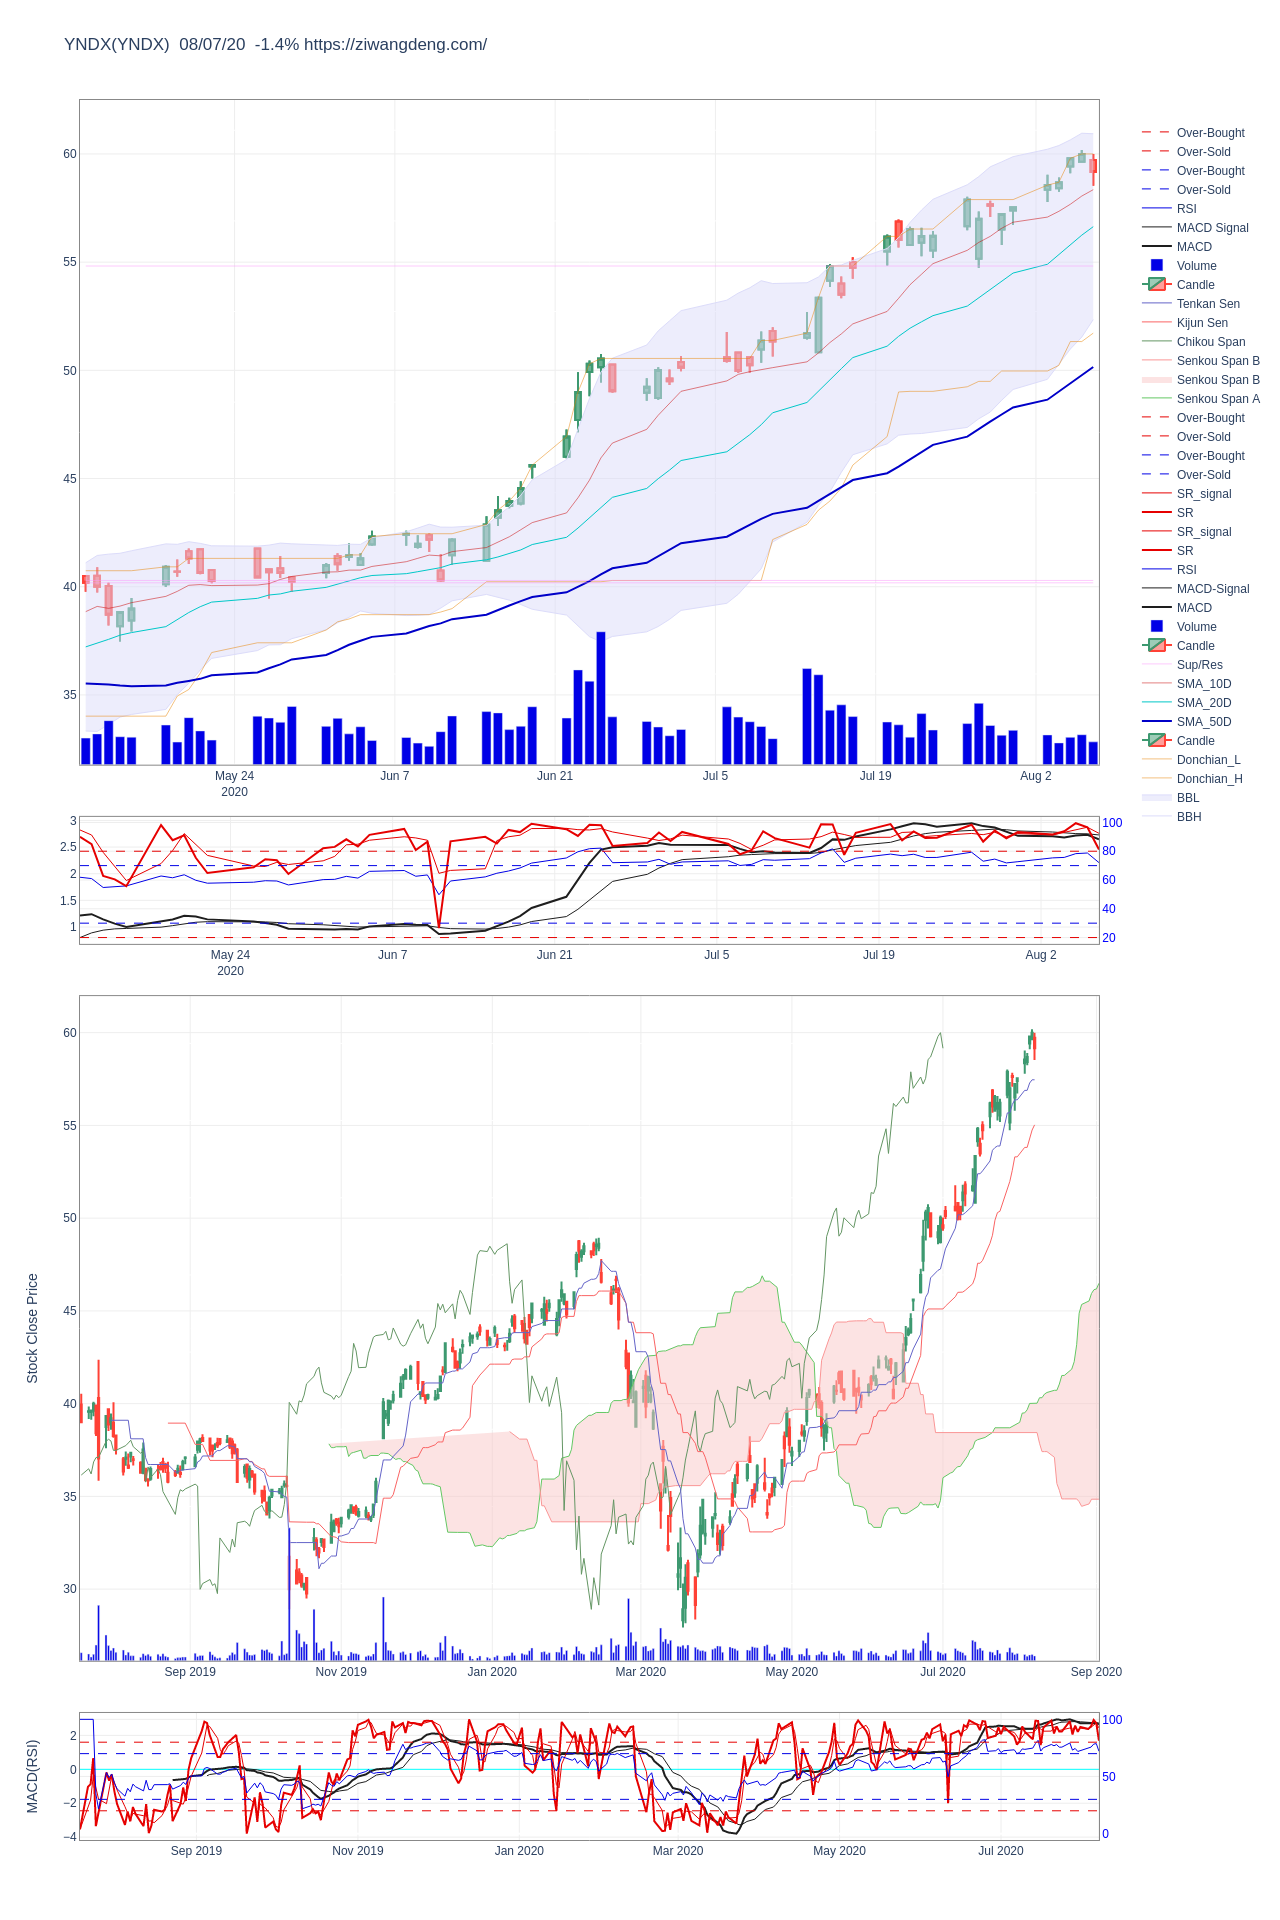 YNDX(YNDX)  08/07/20  -1.4% https://ziwangdeng.com/
60
55
50
45
40
35
May 24
2020
Jun 7
Jun 21
Jul 5
Jul 19
Aug 2
Over-Bought
Over-Sold
Over-Bought
Over-Sold
RSI
MACD Signal
MACD
Volume
Candle
Tenkan Sen
Kijun Sen
Chikou Span
Senkou Span B
Senkou Span B
Senkou Span A
Over-Bought
Over-Sold
Over-Bought
Over-Sold
SR_signal
SR
SR_signal
SR
RSI
MACD-Signal
MACD
Volume
Candle
Sup/Res
SMA_10D
SMA_20D
SMA_50D
Candle
Donchian_L
Donchian_H
BBL
BBH
3
2.5
2
1.5
1
100
80
60
40
20
May 24
2020
Jun 7
Jun 21
Jul 5
Jul 19
Aug 2
Stock Close Price
60
55
50
45
40
35
30
Sep 2019
Nov 2019
Jan 2020
Mar 2020
May 2020
Jul 2020
Sep 2020
MACD(RSI)
2
0
−2
−4
100
50
0
Sep 2019
Nov 2019
Jan 2020
Mar 2020
May 2020
Jul 2020